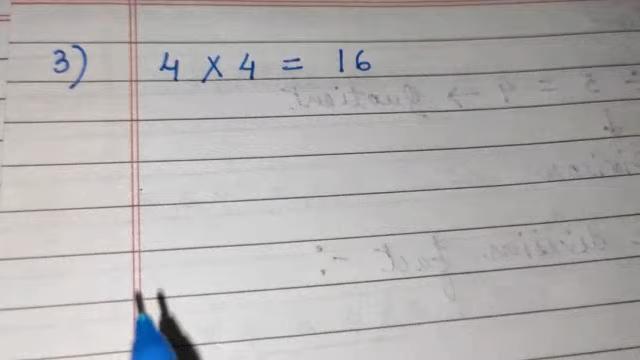 3) 4 × 4 = 16